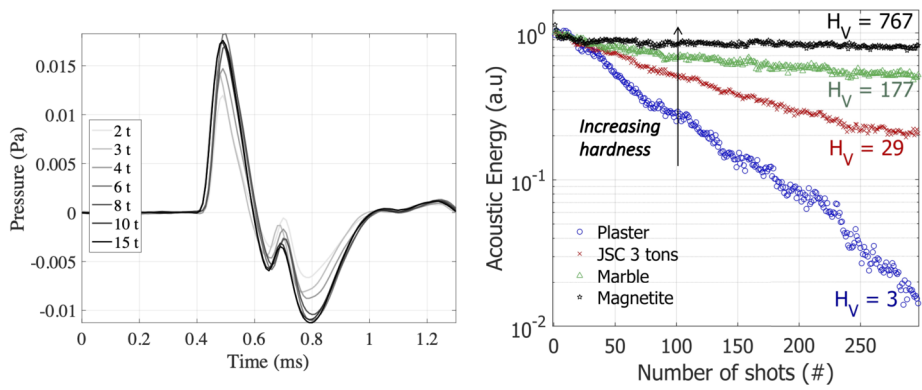 0.015
0.01
0.005
0
-0.005
-0.01
Pressure (Pa)
2 t
3 t
4 t
6 t
8 t
10 t
15 t
0 0.2 0.4 0.6 0.8 1 1.2
Time (ms)
10^0
10^-1
10^-2
Acoustic Energy (a.u)
H_V = 767
H_V = 177
Increasing
hardness
H_V = 29
Plaster
JSC 3 tons
Marble
Magnetite
H_V = 3
0 50 100 150 200 250
Number of shots (#)